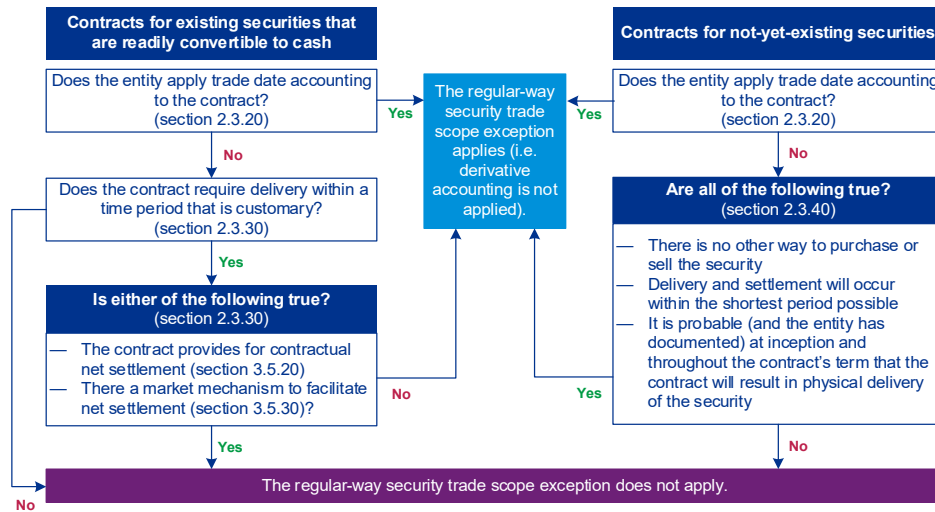 Contracts for existing securities that
are readily convertible to cash
Does the entity apply trade date accounting
to the contract?
(section 2.3.20)
Yes
No
Does the contract require delivery within a
time period that is customary?
(section 2.3.30)
Yes
Is either of the following true?
(section 2.3.30)
— The contract provides for contractual
net settlement (section 3.5.20)
— There a market mechanism to facilitate
net settlement (section 3.5.30)?
No
Yes
No
The regular-way
security trade
scope exception
applies (i.e.
derivative
accounting is not
applied).
Contracts for not-yet-existing securities
Does the entity apply trade date accounting
to the contract?
(section 2.3.20)
Yes
No
Are all of the following true?
(section 2.3.40)
— There is no other way to purchase or
sell the security
— Delivery and settlement will occur
within the shortest period possible
— It is probable (and the entity has
documented) at inception and
throughout the contract's term that the
contract will result in physical delivery
of the security
Yes
No
The regular-way security trade scope exception does not apply.